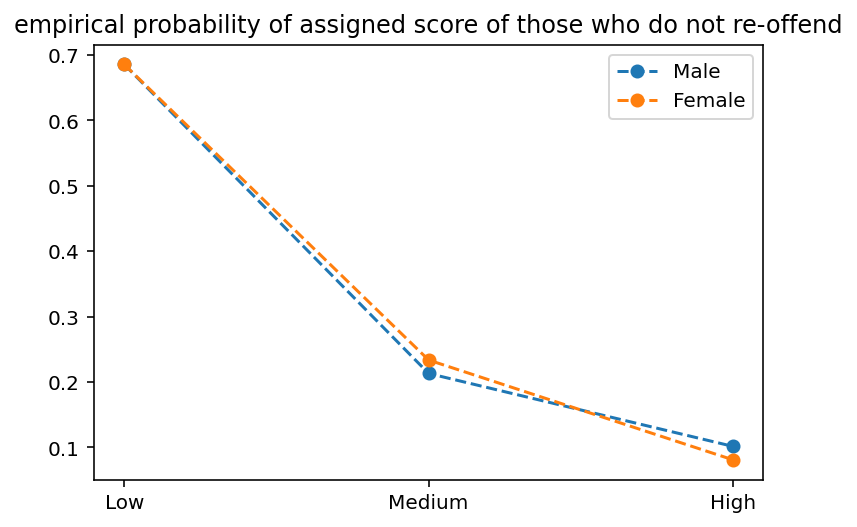 empirical probability of assigned score of those who do not re-offend
Male
Female
0.7
0.6
0.5
0.4
0.3
0.2
0.1
Low
Medium
High